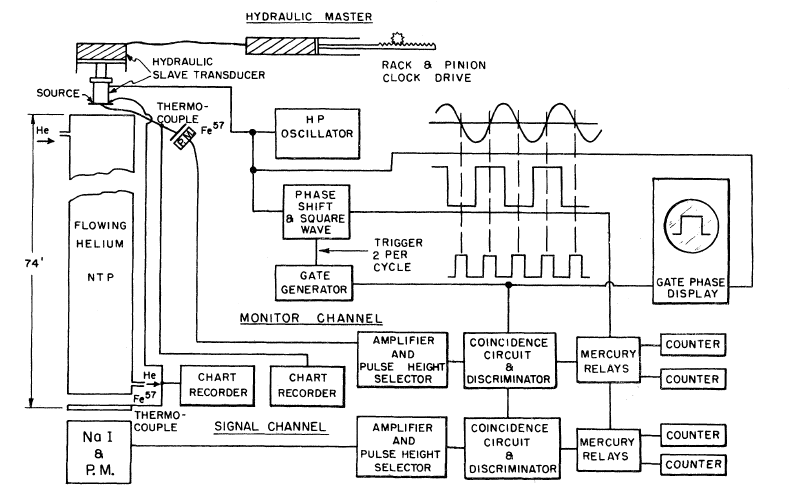 HYDRAULIC MASTER
RACK & PINION
CLOCK DRIVE
HYDRAULIC
SLAVE TRANSDUCER
SOURCE
THERMO-
COUPLE
Fe57
P.M.
He
HP
OSCILLATOR
PHASE
SHIFT
& SQUARE
WAVE
TRIGGER
2 PER
CYCLE
GATE
GENERATOR
GATE PHASE
DISPLAY
FLOWING
HELIUM
NTP
74'
MONITOR CHANNEL
AMPLIFIER
AND
PULSE HEIGHT
SELECTOR
COINCIDENCE
CIRCUIT
&
DISCRIMINATOR
MERCURY
RELAYS
COUNTER
COUNTER
He
Fe57
CHART
RECORDER
CHART
RECORDER
THERMO-
COUPLE
SIGNAL CHANNEL
Na I
&
P.M.
AMPLIFIER
AND
PULSE HEIGHT
SELECTOR
COINCIDENCE
CIRCUIT
&
DISCRIMINATOR
MERCURY
RELAYS
COUNTER
COUNTER